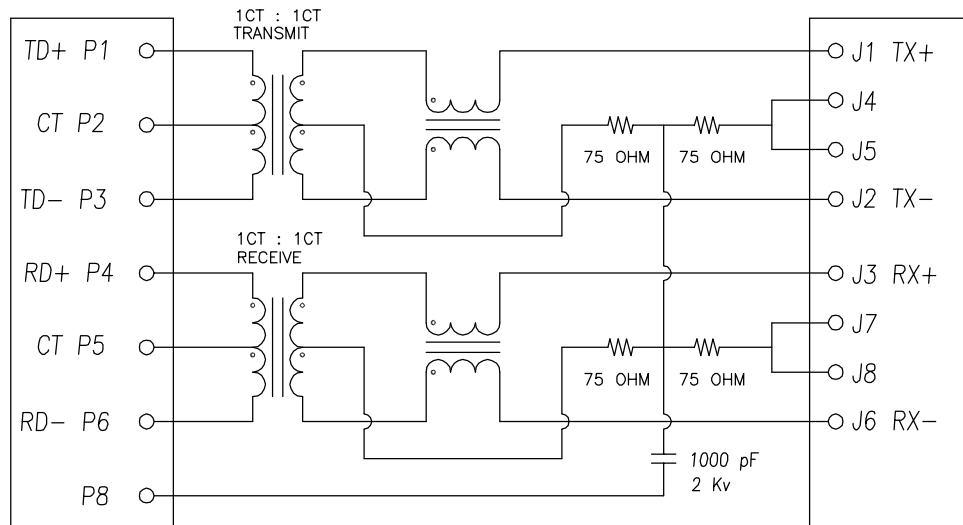 1CT : 1CT
TRANSMIT
TD+ P1
J1 TX+
J4
CT P2
75 OHM
75 OHM
J5
TD- P3
J2 TX-
1CT : 1CT
RECEIVE
RD+ P4
J3 RX+
J7
CT P5
75 OHM
75 OHM
J8
RD- P6
J6 RX-
1000 pF
2 Kv
P8